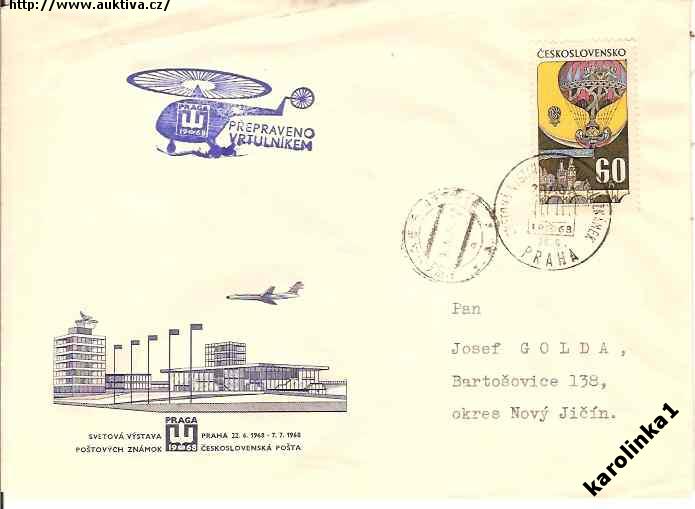 http://www.auktiva.cz/
ČESKOSLOVENSKO
60
PRAGA
1968
PŘEPRAVENO
VRTULNÍKEM
1968
PRAHA
Pan
Josef GOLDA,
Bartošovice 138,
okres Nový Jičín.
PRAGA
1968
SVETOVÁ VÝSTAVA
POŠTOVÝCH ZNÁMOK
PRAHA 22. 6. 1968 - 7. 7. 1968
ČESKOSLOVENSKÁ POŠTA
karolinka1